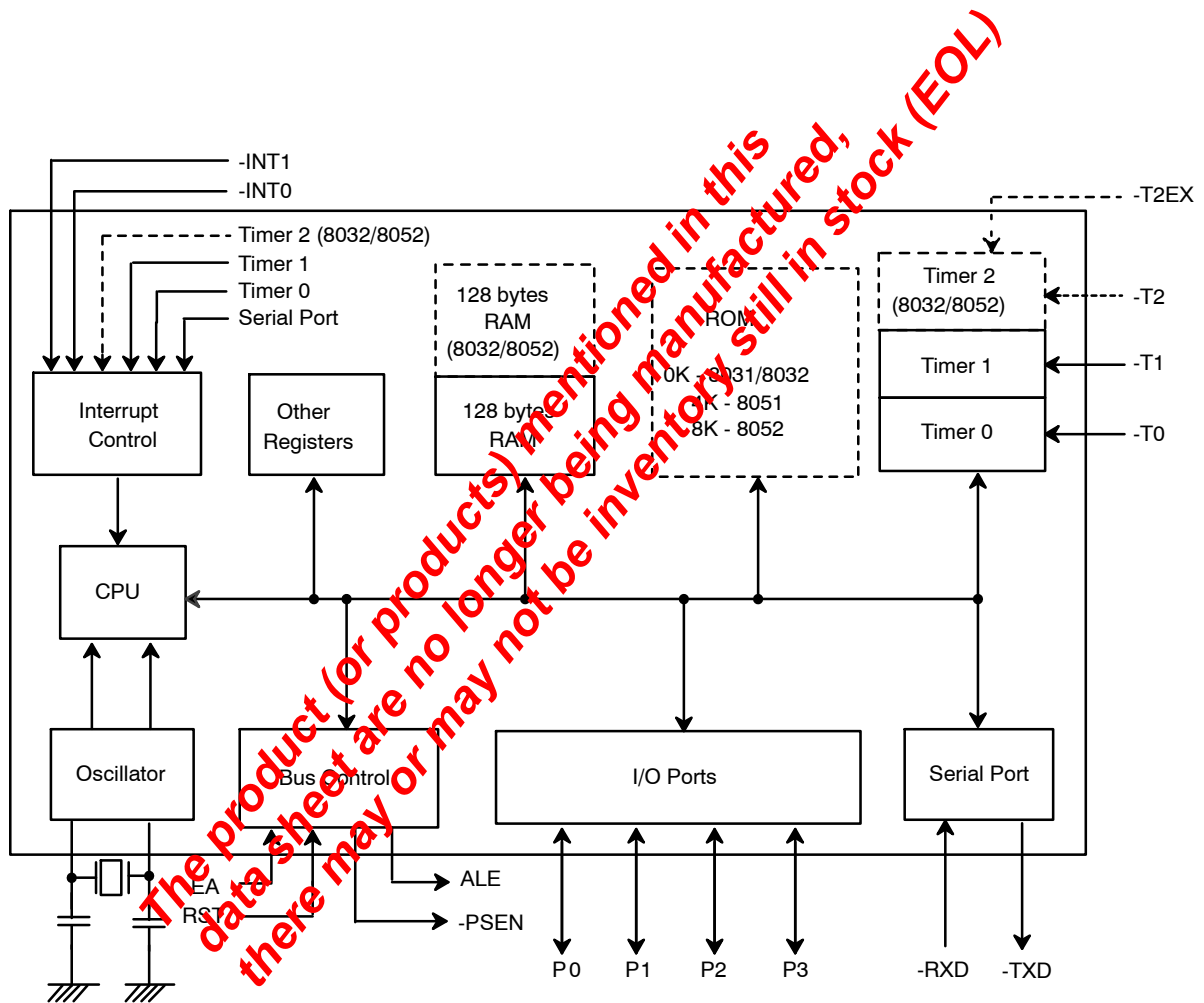 -INT1
-INT0
Timer 2 (8032/8052)
Timer 1
Timer 0
Serial Port
-T2EX
-T2
-T1
-T0
Interrupt
Control
Other
Registers
128 bytes
RAM
(8032/8052)
128 bytes
RAM
ROM
0K - 8031/8032
4K - 8051
8K - 8052
Timer 2
(8032/8052)
Timer 1
Timer 0
CPU
Oscillator
Bus Control
I/O Ports
Serial Port
EA
RST
ALE
-PSEN
P0
P1
P2
P3
-RXD
-TXD
The product (or products) mentioned in this
data sheet are no longer being manufactured,
there may or may not be inventory still in stock (EOL)